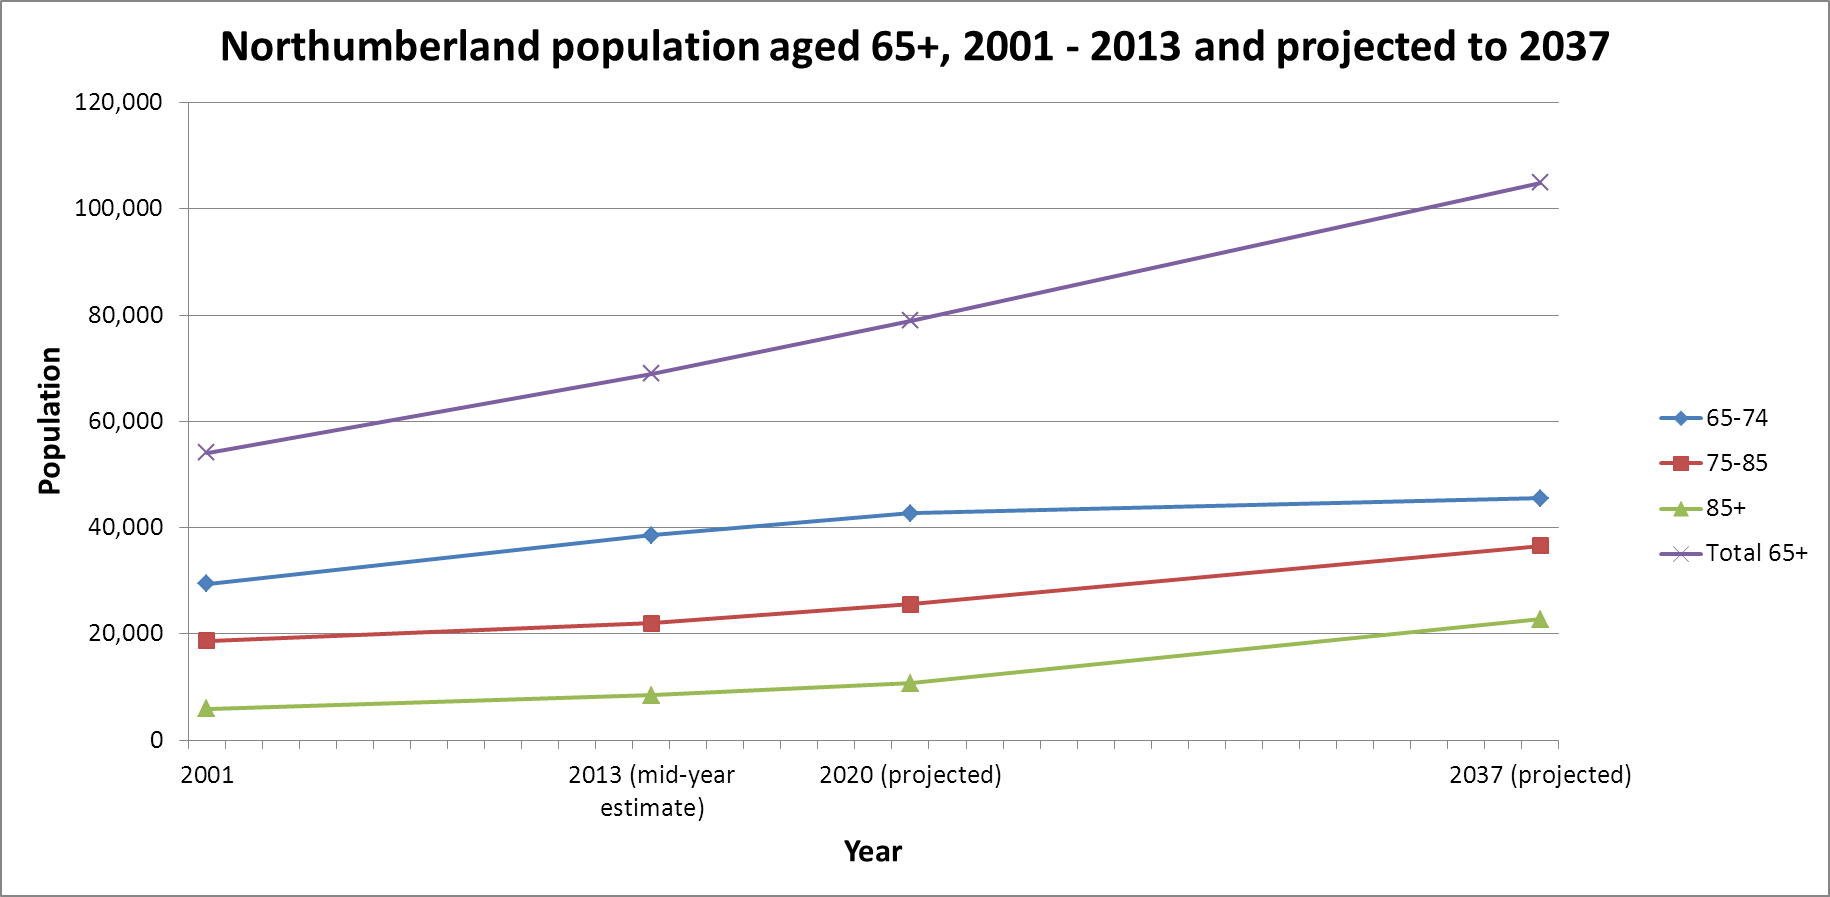 Northumberland population aged 65+, 2001 - 2013 and projected to 2037
120,000
100,000
80,000
60,000
40,000
20,000
0
Population
2001
2013 (mid-year
estimate)
2020 (projected)
2037 (projected)
Year
65-74
75-85
85+
Total 65+